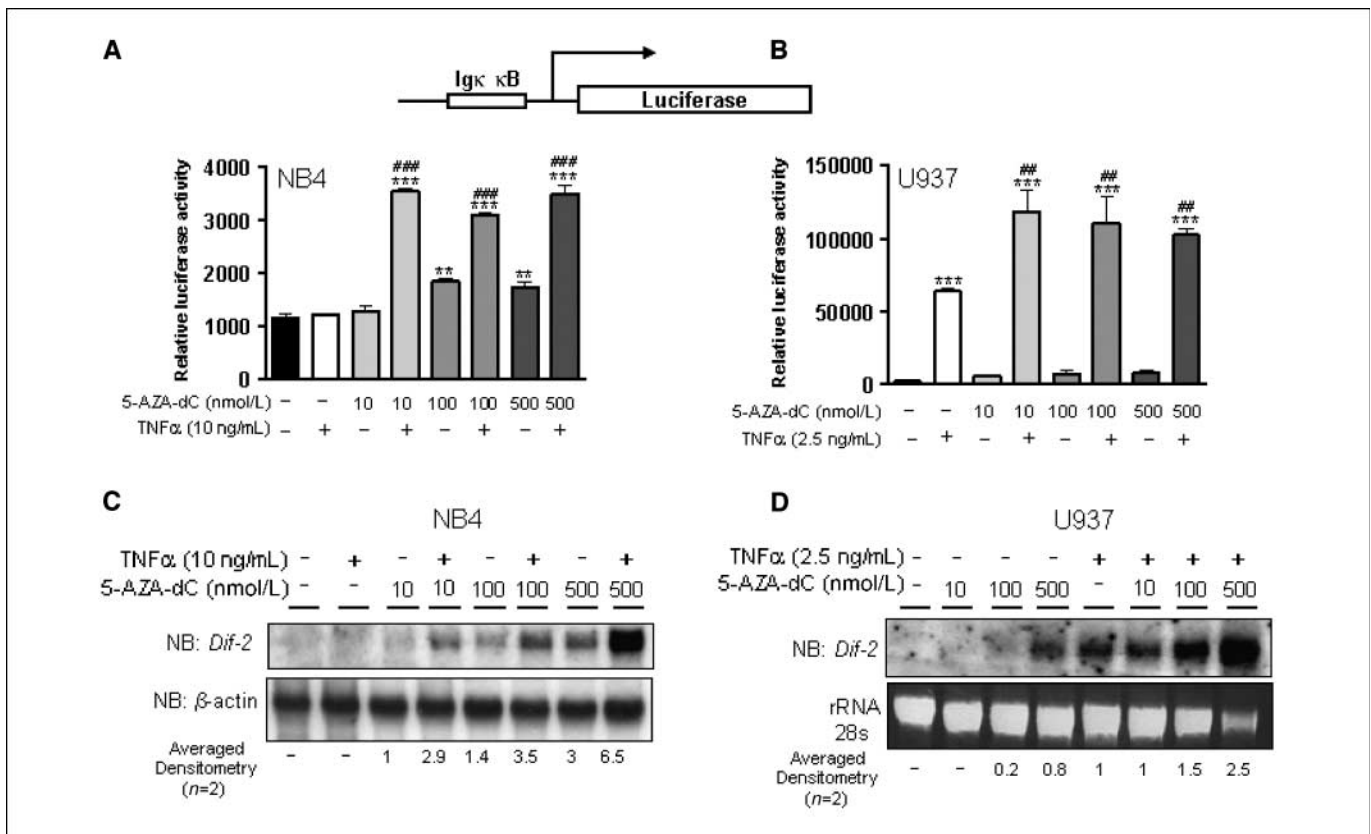 A
B
Igκ κB
Luciferase
Relative luciferase activity
4000
3000
2000
1000
0
NB4
###
***
###
***
###
***
**
**
5-AZA-dC (nmol/L) – – 10 10 100 100 500 500
TNFα (10 ng/mL) – + – + – + – +
Relative luciferase activity
150000
100000
50000
0
U937
***
##
***
##
***
##
***
5-AZA-dC (nmol/L) – – 10 10 100 100 500 500
TNFα (2.5 ng/mL) – + – + – + – +
C
NB4
TNFα (10 ng/mL) – + – + – + – +
5-AZA-dC (nmol/L) – – 10 10 100 100 500 500
NB: Dif-2
NB: β-actin
Averaged
Densitometry
(n=2)
– – 1 2.9 1.4 3.5 3 6.5
D
U937
TNFα (2.5 ng/mL) – – – – + + + +
5-AZA-dC (nmol/L) – 10 100 500 – 10 100 500
NB: Dif-2
rRNA
28s
Averaged
Densitometry
(n=2)
– – 0.2 0.8 1 1 1.5 2.5